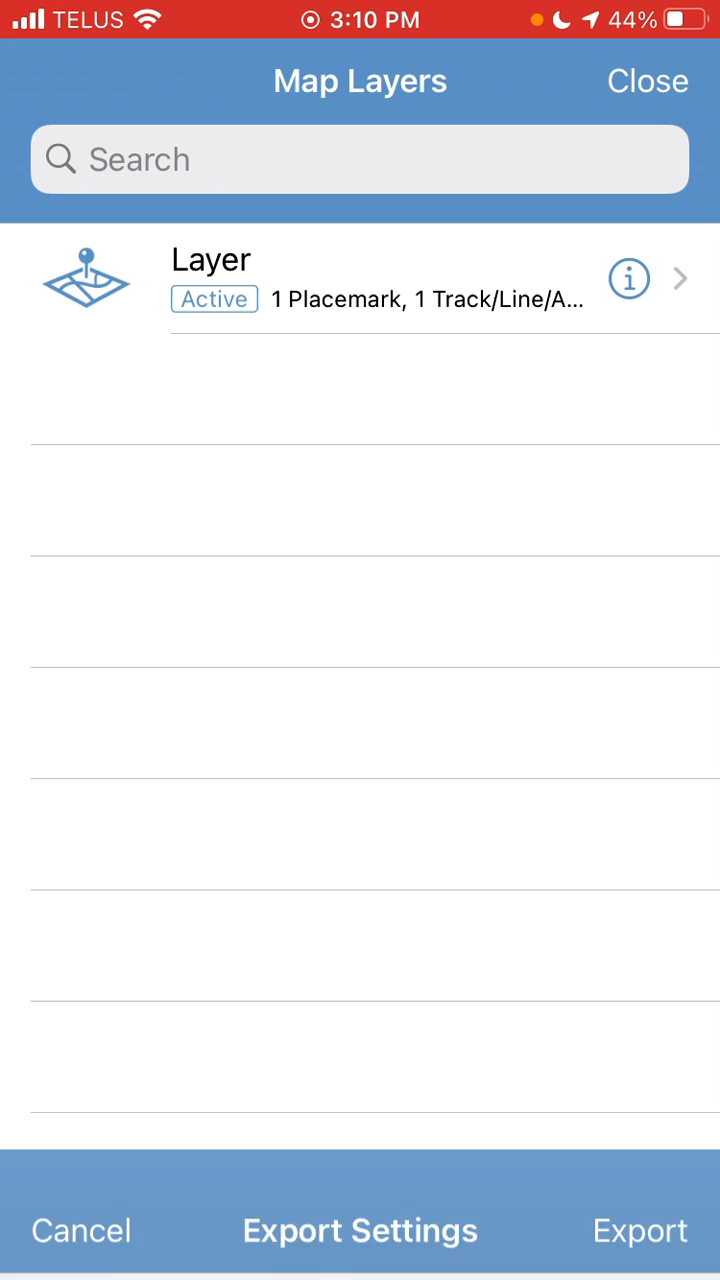 TELUS 3:10 PM 44%
Map Layers Close
Search
Layer
Active 1 Placemark, 1 Track/Line/A...
Cancel Export Settings Export